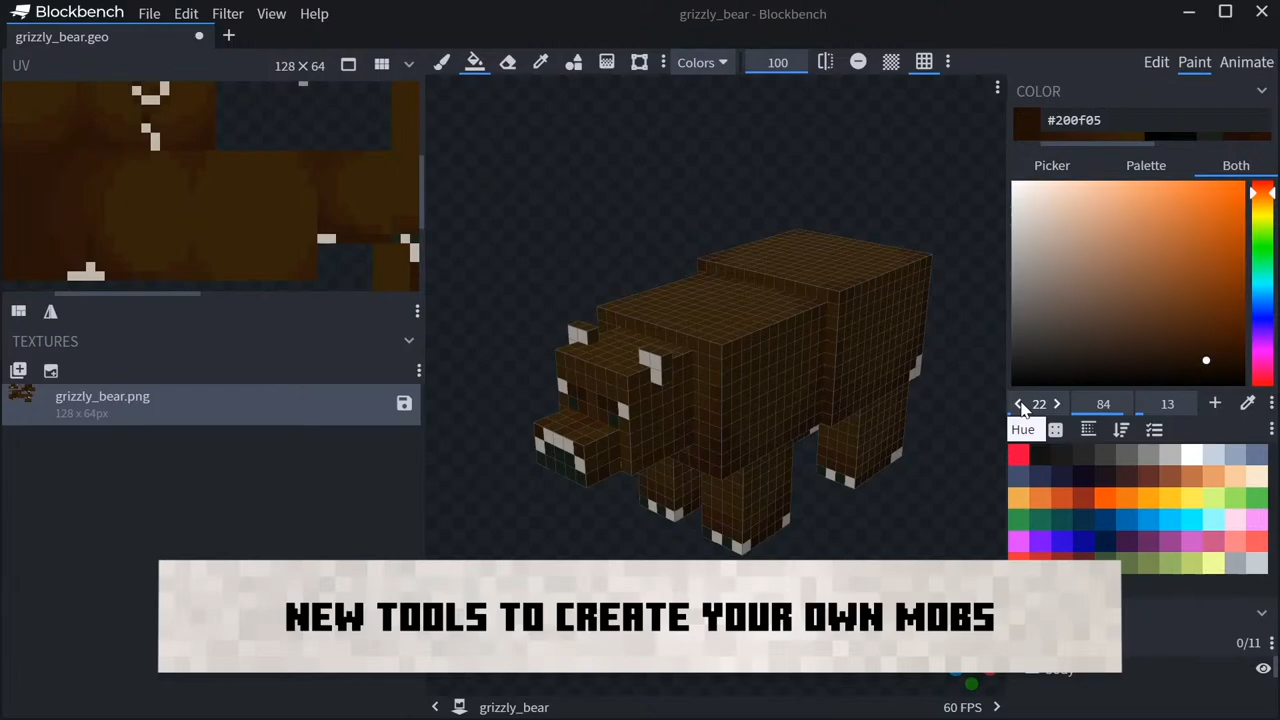 Blockbench
File
Edit
Filter
View
Help
grizzly_bear - Blockbench
grizzly_bear.geo
UV
128 × 64
Colors
100
Edit
Paint
Animate
COLOR
#200f05
Picker
Palette
Both
22
84
13
Hue
TEXTURES
grizzly_bear.png
128 x 64px
NEW TOOLS TO CREATE YOUR OWN MOBS
0/11
grizzly_bear
60 FPS